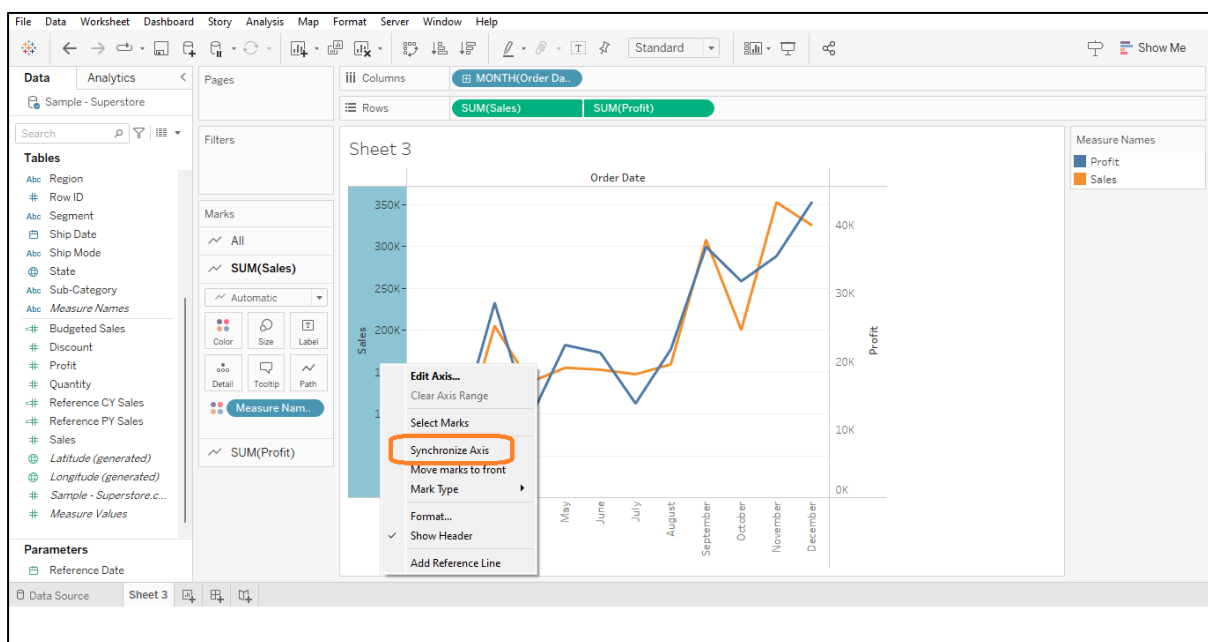 File Data Worksheet Dashboard Story Analysis Map Format Server Window Help
Standard
Show Me
Data Analytics
Sample - Superstore
Search
Tables
Abc Region
# Row ID
Abc Segment
Ship Date
Abc Ship Mode
State
Abc Sub-Category
Abc Measure Names
=# Budgeted Sales
# Discount
# Profit
# Quantity
=# Reference CY Sales
=# Reference PY Sales
# Sales
Latitude (generated)
Longitude (generated)
# Sample - Superstore.c...
# Measure Values
Parameters
Reference Date
Pages
Filters
Marks
All
SUM(Sales)
Automatic
Color Size Label
Detail Tooltip Path
Measure Nam..
SUM(Profit)
Columns MONTH(Order Da..
Rows SUM(Sales) SUM(Profit)
Sheet 3
Order Date
350K
300K
250K
200K
Sales
Edit Axis...
Clear Axis Range
Select Marks
Synchronize Axis
Move marks to front
Mark Type
Format...
Show Header
Add Reference Line
May
June
July
August
September
October
November
December
40K
30K
20K
10K
0K
Profit
Measure Names
Profit
Sales
Data Source Sheet 3